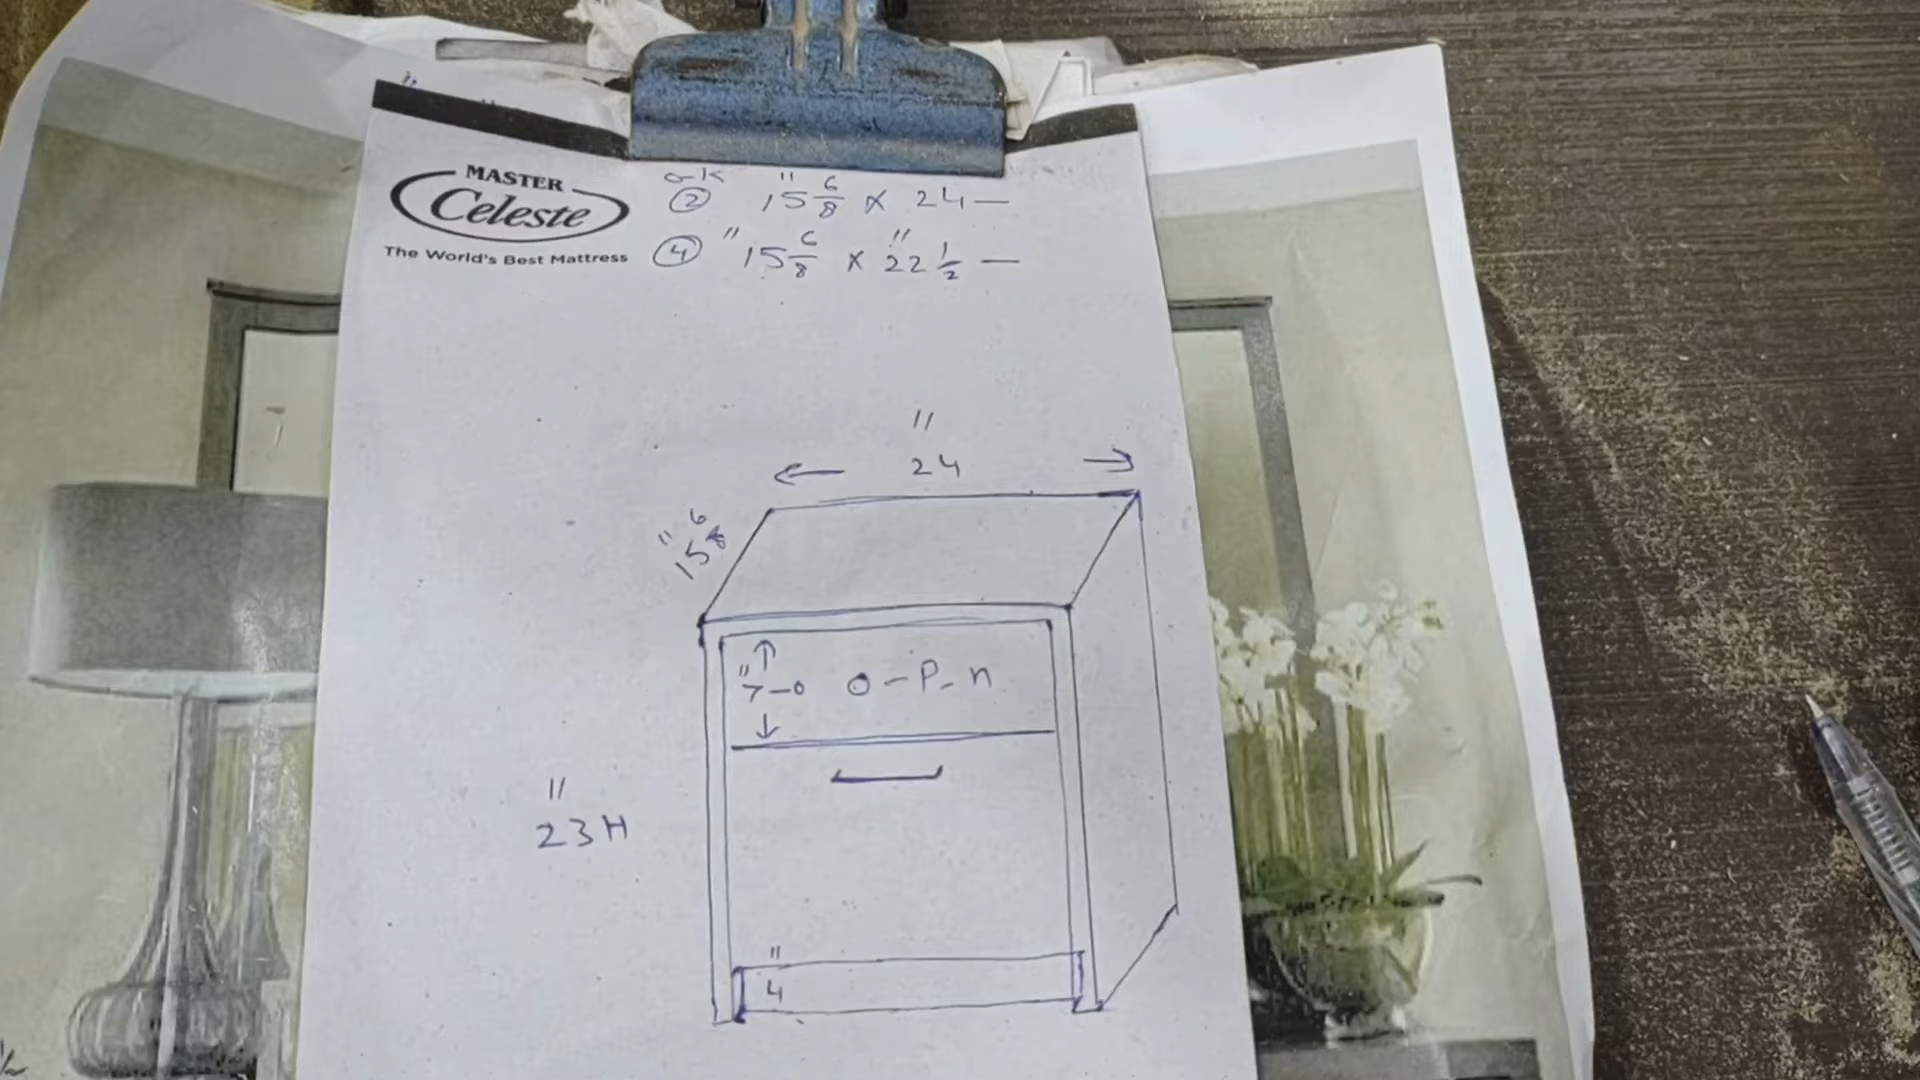 MASTER
Celeste
The World's Best Mattress
ok
② 15 6/8" × 24 —
④ 15 6/8" × 22 1/2" —
24"
15 6/8"
7"-0 O-P-n
23" H
4"